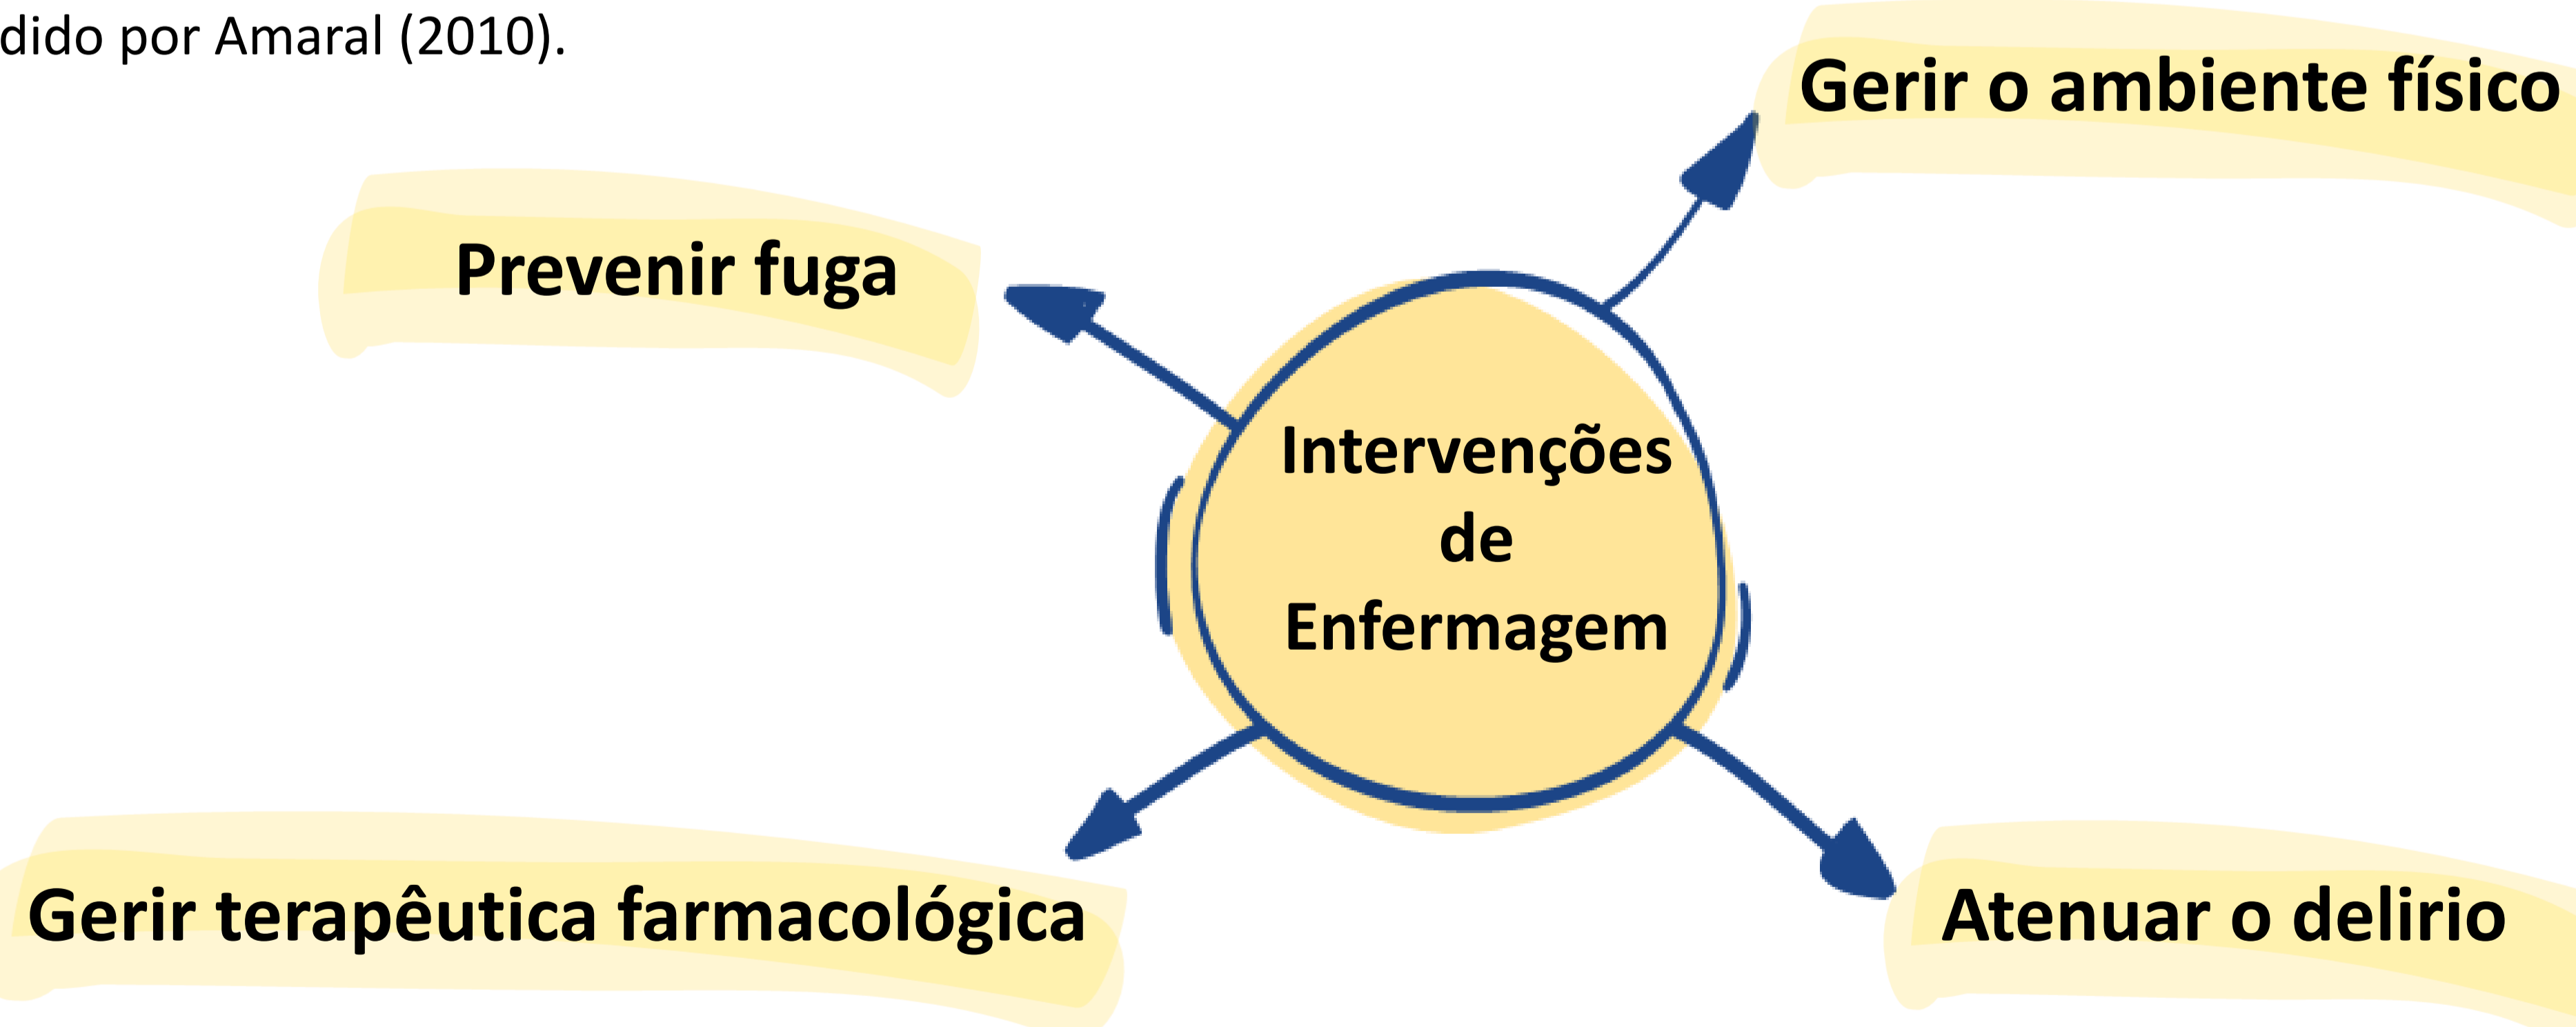 dido por Amaral (2010).
Gerir o ambiente físico
Prevenir fuga
Intervenções
de
Enfermagem
Gerir terapêutica farmacológica
Atenuar o delirio